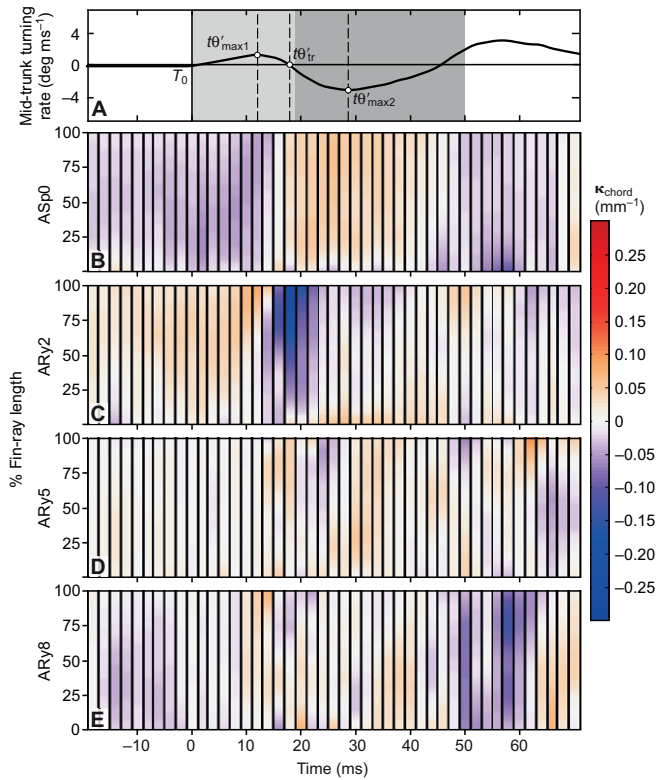 Mid-trunk turning
rate (deg ms⁻¹)
4
0
−4
T₀
tθ′max1
tθ′tr
tθ′max2
A
100
75
50
25
ASp0
B
κchord
(mm⁻¹)
0.25
0.20
0.15
0.10
0.05
0
−0.05
−0.10
−0.15
−0.20
−0.25
100
75
50
25
ARy2
C
% Fin-ray length
100
75
50
25
ARy5
D
100
75
50
25
0
ARy8
E
−10 0 10 20 30 40 50 60
Time (ms)